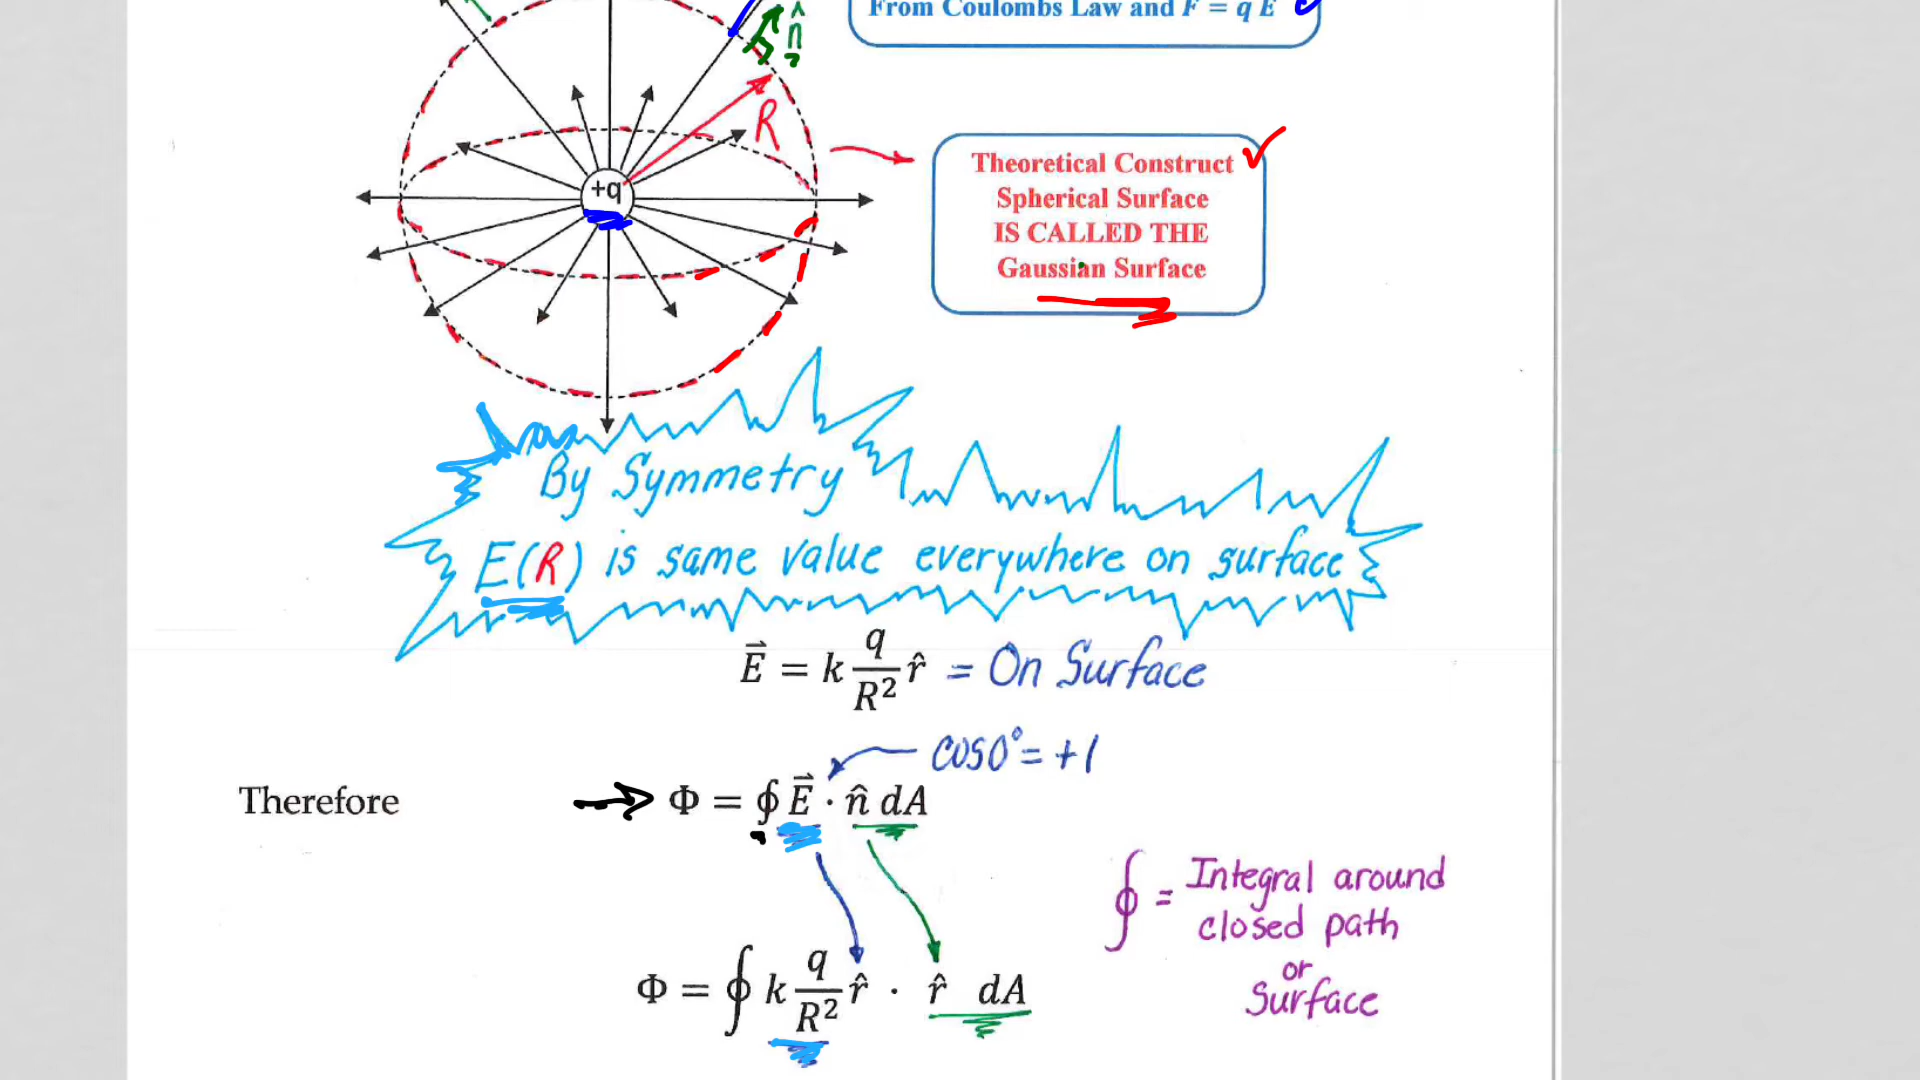 From Coulombs Law and F = q E
n̂
R
+q
Theoretical Construct
Spherical Surface
IS CALLED THE
Gaussian Surface
By Symmetry
E(R) is same value everywhere on surface
E⃗ = k q/R² r̂ = On Surface
cos0° = +1
Therefore Φ = ∮ E⃗ · n̂ dA
∮ = Integral around
closed path
or
Surface
Φ = ∮ k q/R² r̂ · r̂ dA